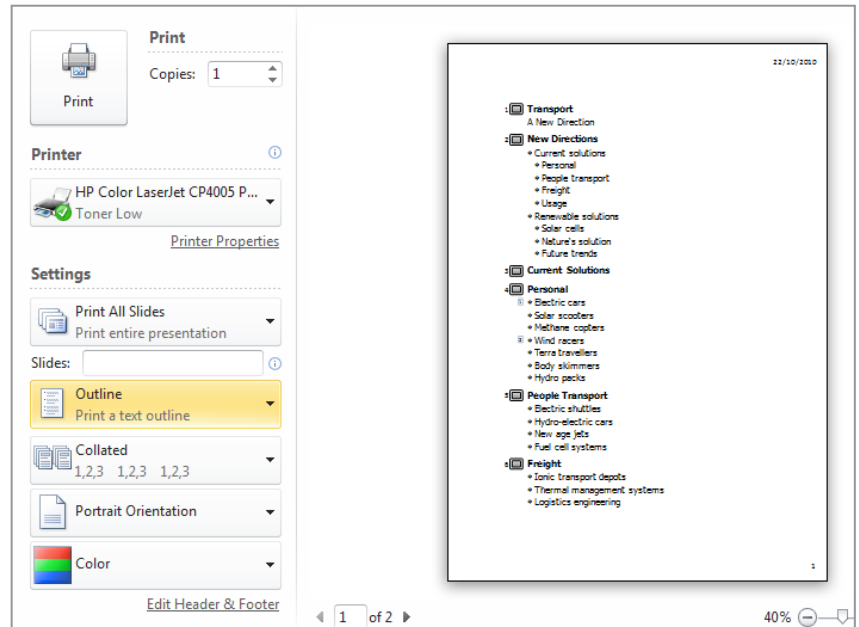 Print
Print
Copies: 1
Printer
HP Color LaserJet CP4005 P...
Toner Low
Printer Properties
Settings
Print All Slides
Print entire presentation
Slides:
Outline
Print a text outline
Collated
1,2,3 1,2,3 1,2,3
Portrait Orientation
Color
Edit Header & Footer
22/10/2010
1 Transport
A New Direction
2 New Directions
• Current solutions
• Personal
• People transport
• Freight
• Usage
• Renewable solutions
• Solar cells
• Nature's solution
• Future trends
3 Current Solutions
4 Personal
• Electric cars
• Solar scooters
• Methane copters
• Wind racers
• Terra travellers
• Body skimmers
• Hydro packs
5 People Transport
• Electric shuttles
• Hydro-electric cars
• New age jets
• Fuel cell systems
6 Freight
• Ionic transport depots
• Thermal management systems
• Logistics engineering
1
1 of 2
40%